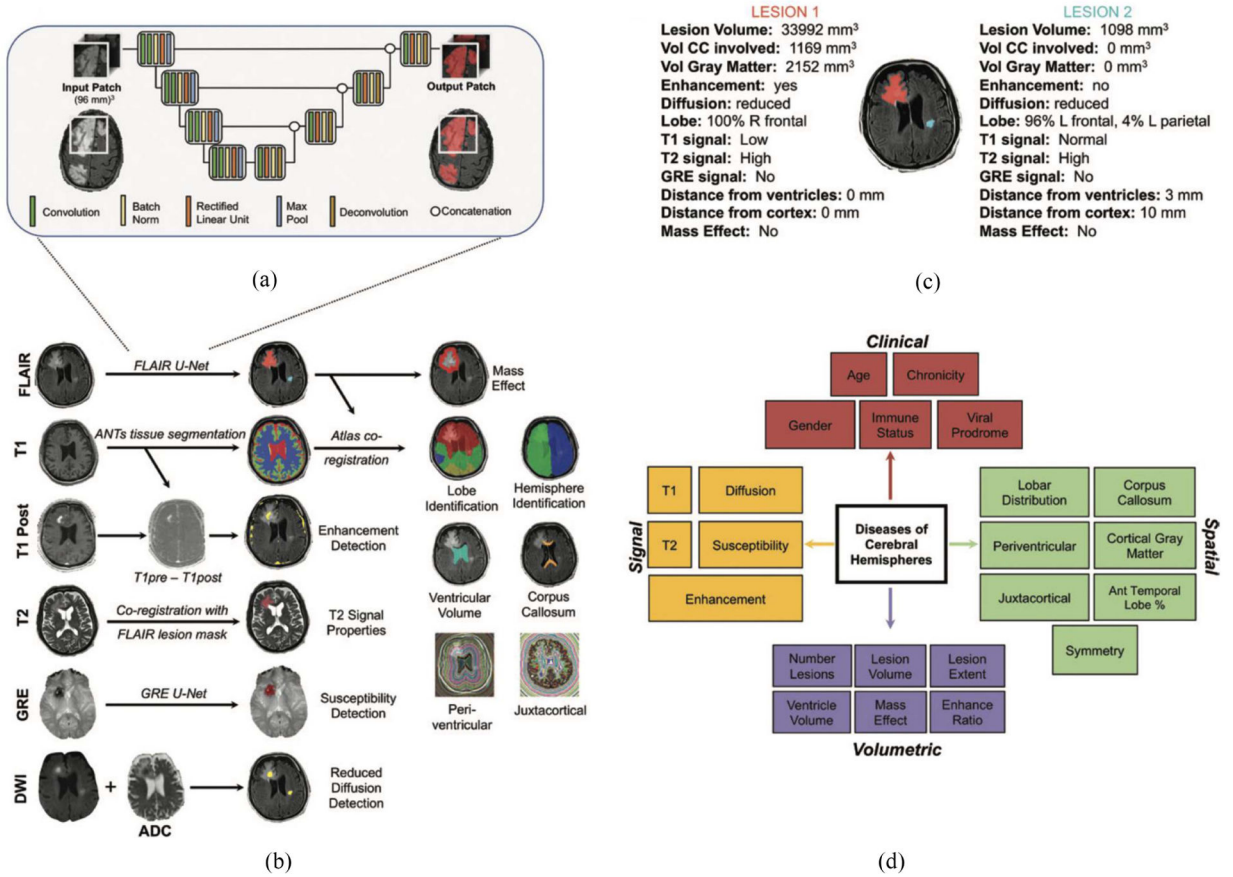 Input Patch
(96 mm)³
Output Patch
Convolution
Batch
Norm
Rectified
Linear Unit
Max
Pool
Deconvolution
Concatenation
(a)
FLAIR
FLAIR U-Net
Mass
Effect
T1
ANTs tissue segmentation
Atlas co-
registration
Lobe
Identification
Hemisphere
Identification
T1 Post
T1pre – T1post
Enhancement
Detection
Ventricular
Volume
Corpus
Callosum
T2
Co-registration with
FLAIR lesion mask
T2 Signal
Properties
GRE
GRE U-Net
Susceptibility
Detection
Peri-
ventricular
Juxtacortical
DWI
+
ADC
Reduced
Diffusion
Detection
(b)
LESION 1
Lesion Volume: 33992 mm³
Vol CC involved: 1169 mm³
Vol Gray Matter: 2152 mm³
Enhancement: yes
Diffusion: reduced
Lobe: 100% R frontal
T1 signal: Low
T2 signal: High
GRE signal: No
Distance from ventricles: 0 mm
Distance from cortex: 0 mm
Mass Effect: No
LESION 2
Lesion Volume: 1098 mm³
Vol CC involved: 0 mm³
Vol Gray Matter: 0 mm³
Enhancement: no
Diffusion: reduced
Lobe: 96% L frontal, 4% L parietal
T1 signal: Normal
T2 signal: High
GRE signal: No
Distance from ventricles: 3 mm
Distance from cortex: 10 mm
Mass Effect: No
(c)
Clinical
Age
Chronicity
Gender
Immune
Status
Viral
Prodrome
Signal
T1
Diffusion
T2
Susceptibility
Enhancement
Diseases of
Cerebral
Hemispheres
Spatial
Lobar
Distribution
Corpus
Callosum
Periventricular
Cortical Gray
Matter
Juxtacortical
Ant Temporal
Lobe %
Symmetry
Number
Lesions
Lesion
Volume
Lesion
Extent
Ventricle
Volume
Mass
Effect
Enhance
Ratio
Volumetric
(d)